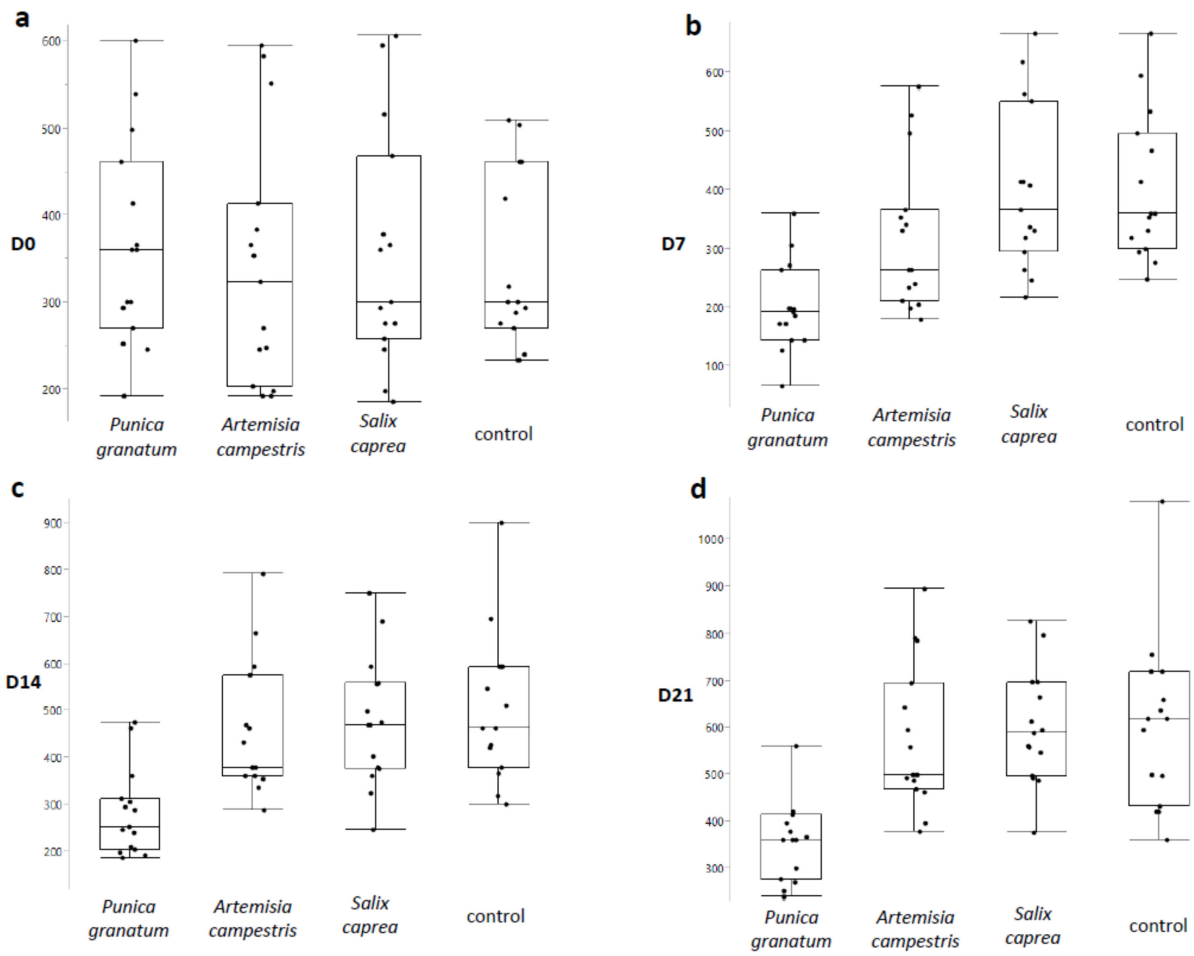 a
600
500
400
300
200
D0
Punica
granatum
Artemisia
campestris
Salix
caprea
control
b
600
500
400
300
200
100
D7
Punica
granatum
Artemisia
campestris
Salix
caprea
control
c
900
800
700
600
500
400
300
200
D14
Punica
granatum
Artemisia
campestris
Salix
caprea
control
d
1000
900
800
700
600
500
400
300
D21
Punica
granatum
Artemisia
campestris
Salix
caprea
control